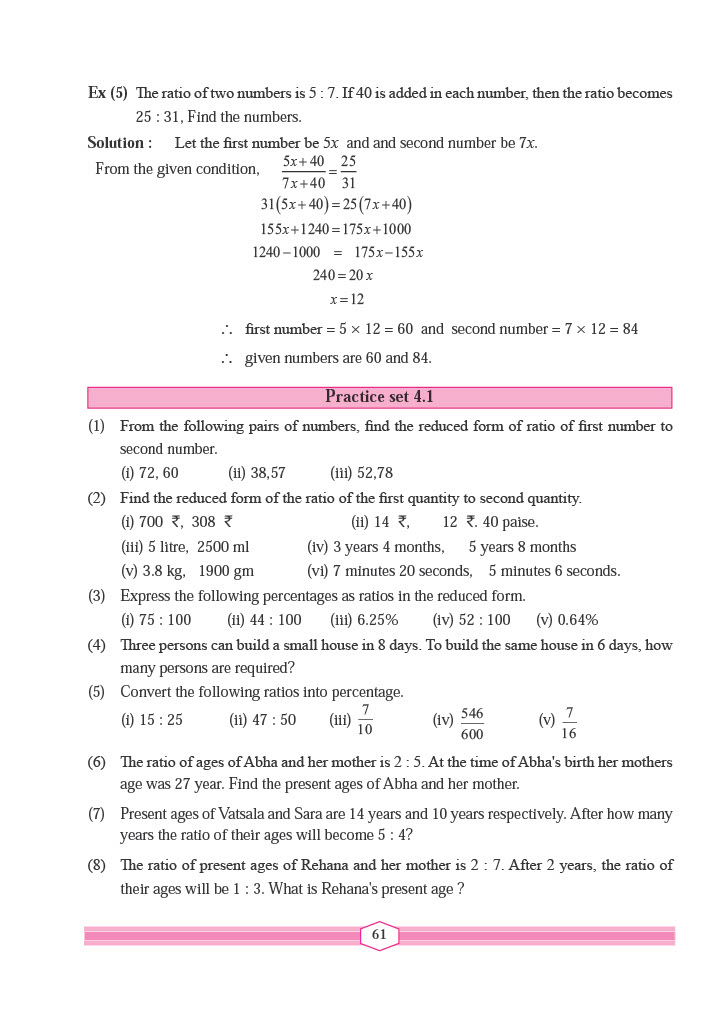 Ex (5) The ratio of two numbers is 5 : 7. If 40 is added in each number, then the ratio becomes
25 : 31, Find the numbers.
Solution : Let the first number be 5x and and second number be 7x.
From the given condition, (5x+40)/(7x+40) = 25/31
31(5x+40)=25(7x+40)
155x+1240=175x+1000
1240−1000 = 175x−155x
240=20x
x=12
∴ first number = 5 × 12 = 60 and second number = 7 × 12 = 84
∴ given numbers are 60 and 84.
Practice set 4.1
(1) From the following pairs of numbers, find the reduced form of ratio of first number to
second number.
(i) 72, 60 (ii) 38,57 (iii) 52,78
(2) Find the reduced form of the ratio of the first quantity to second quantity.
(i) 700 ₹, 308 ₹ (ii) 14 ₹, 12 ₹. 40 paise.
(iii) 5 litre, 2500 ml (iv) 3 years 4 months, 5 years 8 months
(v) 3.8 kg, 1900 gm (vi) 7 minutes 20 seconds, 5 minutes 6 seconds.
(3) Express the following percentages as ratios in the reduced form.
(i) 75 : 100 (ii) 44 : 100 (iii) 6.25% (iv) 52 : 100 (v) 0.64%
(4) Three persons can build a small house in 8 days. To build the same house in 6 days, how
many persons are required?
(5) Convert the following ratios into percentage.
(i) 15 : 25 (ii) 47 : 50 (iii) 7/10 (iv) 546/600 (v) 7/16
(6) The ratio of ages of Abha and her mother is 2 : 5. At the time of Abha's birth her mothers
age was 27 year. Find the present ages of Abha and her mother.
(7) Present ages of Vatsala and Sara are 14 years and 10 years respectively. After how many
years the ratio of their ages will become 5 : 4?
(8) The ratio of present ages of Rehana and her mother is 2 : 7. After 2 years, the ratio of
their ages will be 1 : 3. What is Rehana's present age ?
61